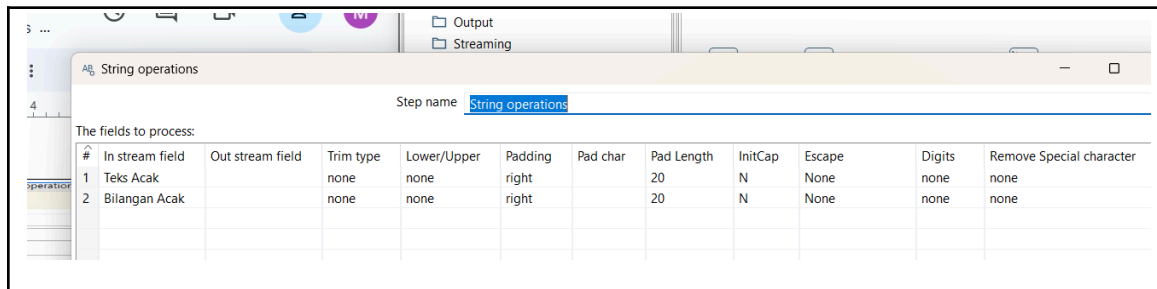 s ...
M
Output
Streaming
String operations
Step name String operations
4
The fields to process:
# In stream field Out stream field Trim type Lower/Upper Padding Pad char Pad Length InitCap Escape Digits Remove Special character
1 Teks Acak none none right 20 N None none none
operation
2 Bilangan Acak none none right 20 N None none none